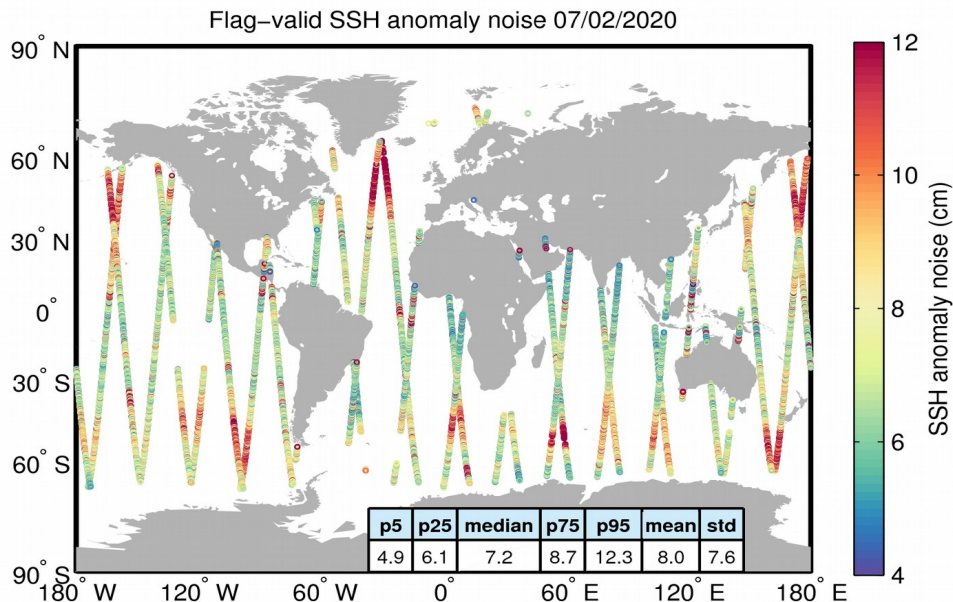 Flag−valid SSH anomaly noise 07/02/2020
90° N
60° N
30° N
0°
30° S
60° S
90° S
180° W
120° W
60° W
0°
60° E
120° E
180° E
p5 p25 median p75 p95 mean std
4.9 6.1 7.2 8.7 12.3 8.0 7.6
12
10
8
6
4
SSH anomaly noise (cm)